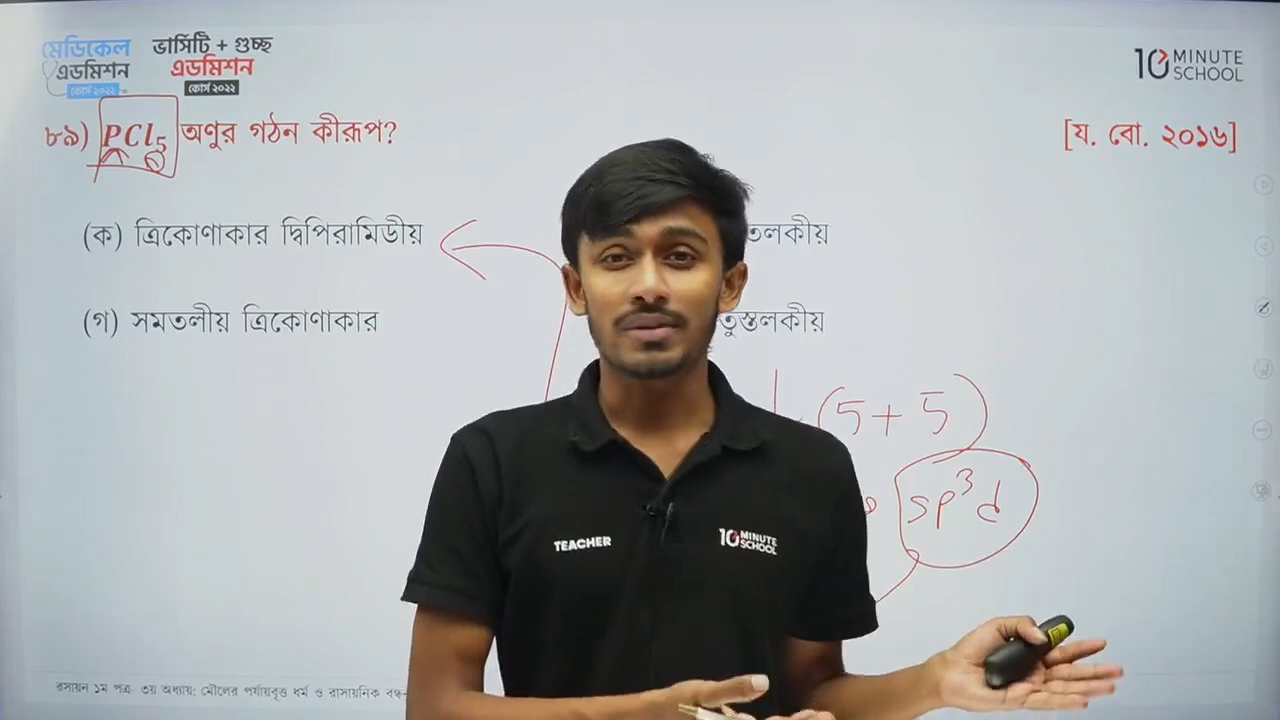 মেডিকেল
এডমিশন
কোর্স ২০২২
ভার্সিটি + গুচ্ছ
এডমিশন
কোর্স ২০২২
10 MINUTE
SCHOOL
৮৯) PCl5 অণুর গঠন কীরূপ? [য. বো. ২০১৬]
(ক) ত্রিকোণাকার দ্বিপিরামিডীয় তলকীয়
(গ) সমতলীয় ত্রিকোণাকার তুস্তলকীয়
(5+5)
sp³d
TEACHER
10 MINUTE
SCHOOL
রসায়ন ১ম পত্র- ৩য় অধ্যায়; মৌলের পর্যায়বৃত্ত ধর্ম ও রাসায়নিক বন্ধ-